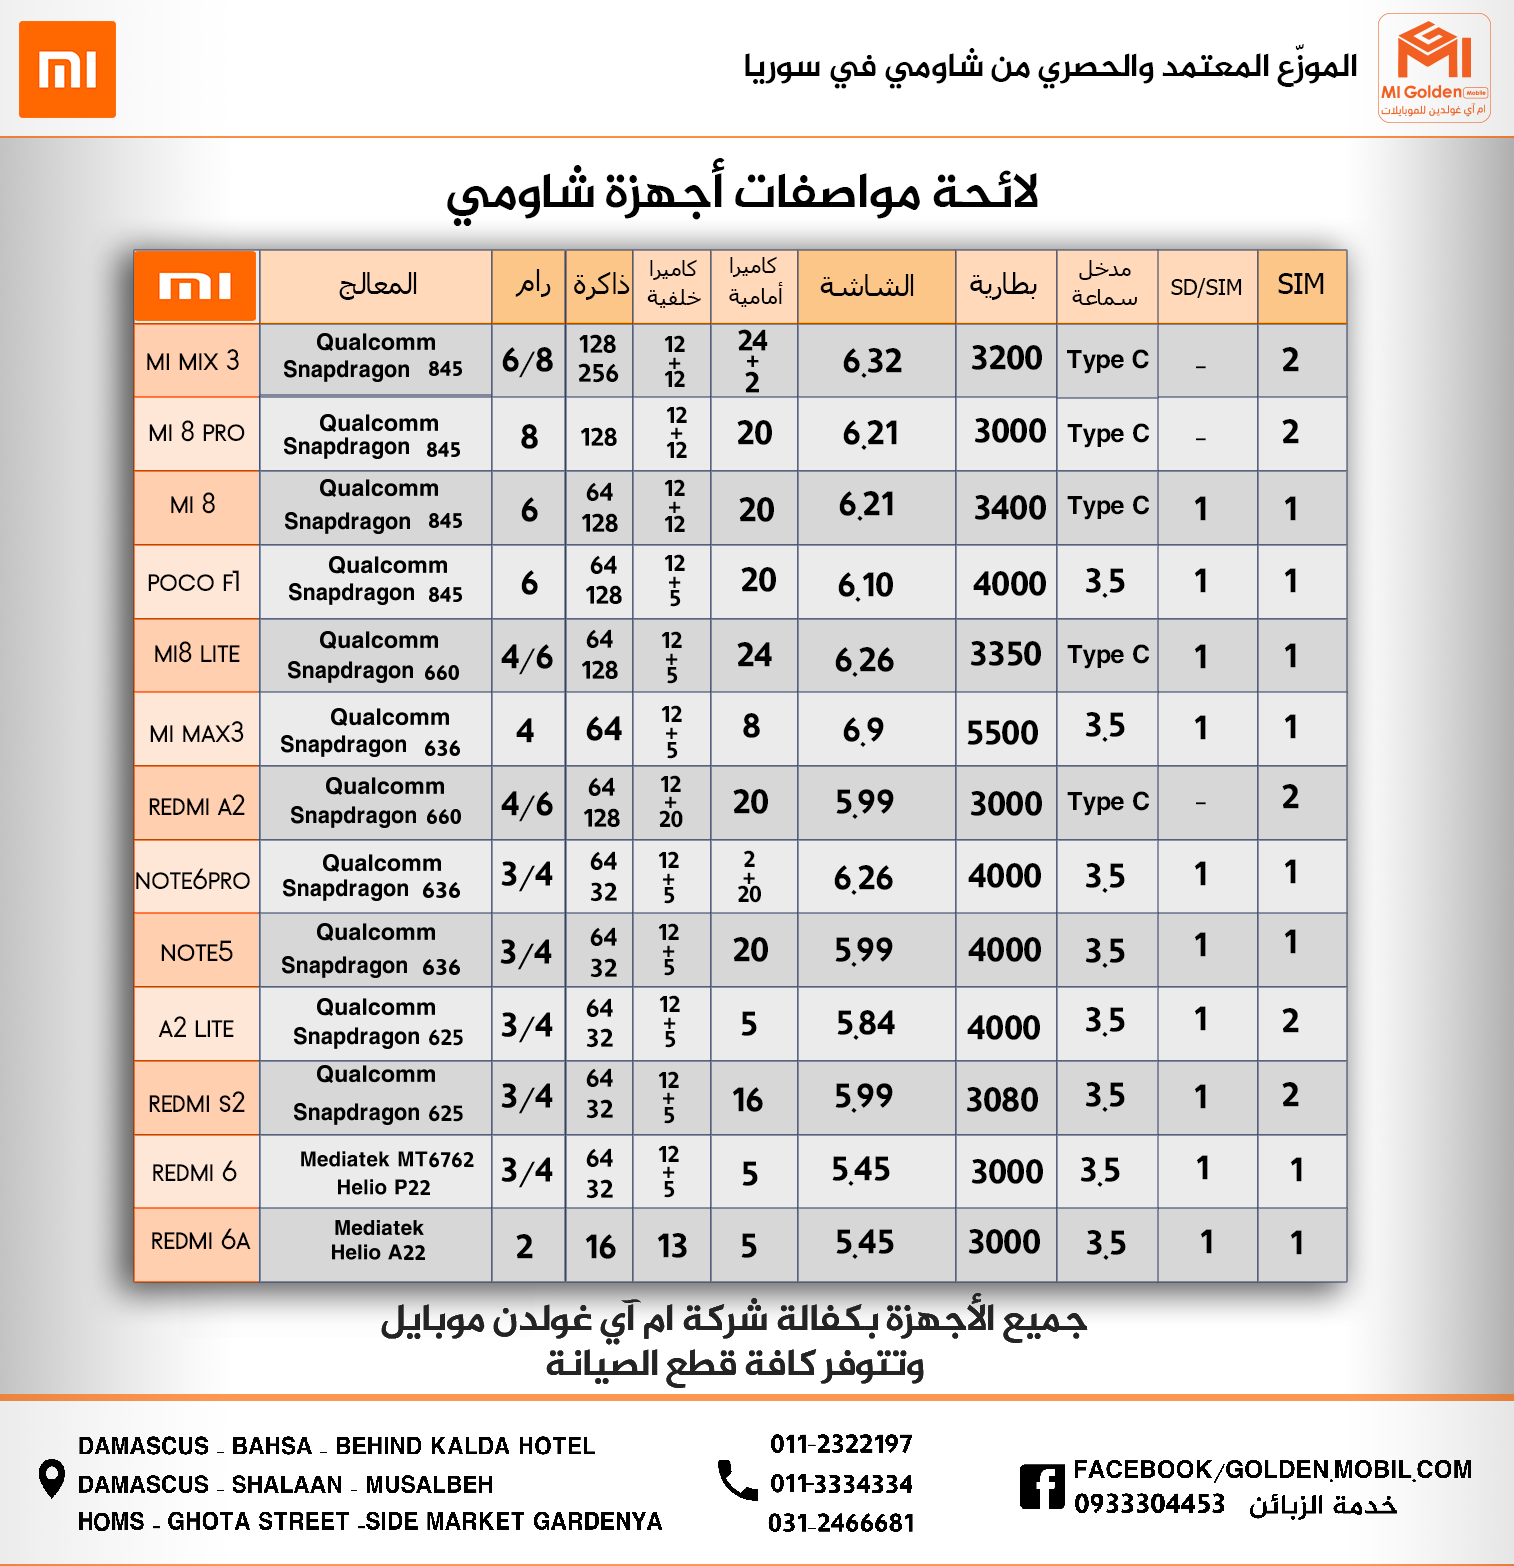 mi
الموزّع المعتمد والحصري من شاومي في سوريا
MI
MI Golden Mobile
ام آي غولدين للموبايلات
لائحة مواصفات أجهزة شاومي
mi المعالج رام ذاكرة كاميرا خلفية كاميرا أمامية الشاشة بطارية مدخل سماعة SD/SIM SIM
MI MIX 3 Qualcomm Snapdragon 845 6/8 128 256 12+12 24+2 6.32 3200 Type C - 2
MI 8 PRO Qualcomm Snapdragon 845 8 128 12+12 20 6.21 3000 Type C - 2
MI 8 Qualcomm Snapdragon 845 6 64 128 12+12 20 6.21 3400 Type C 1 1
POCO F1 Qualcomm Snapdragon 845 6 64 128 12+5 20 6.10 4000 3.5 1 1
MI8 LITE Qualcomm Snapdragon 660 4/6 64 128 12+5 24 6.26 3350 Type C 1 1
MI MAX3 Qualcomm Snapdragon 636 4 64 12+5 8 6.9 5500 3.5 1 1
REDMI A2 Qualcomm Snapdragon 660 4/6 64 128 12+20 20 5.99 3000 Type C - 2
NOTE6PRO Qualcomm Snapdragon 636 3/4 64 32 12+5 2+20 6.26 4000 3.5 1 1
NOTE5 Qualcomm Snapdragon 636 3/4 64 32 12+5 20 5.99 4000 3.5 1 1
A2 LITE Qualcomm Snapdragon 625 3/4 64 32 12+5 5 5.84 4000 3.5 1 2
REDMI S2 Qualcomm Snapdragon 625 3/4 64 32 12+5 16 5.99 3080 3.5 1 2
REDMI 6 Mediatek MT6762 Helio P22 3/4 64 32 12+5 5 5.45 3000 3.5 1 1
REDMI 6A Mediatek Helio A22 2 16 13 5 5.45 3000 3.5 1 1
جميع الأجهزة بكفالة شركة ام آي غولدن موبايل
وتتوفر كافة قطع الصيانة
DAMASCUS - BAHSA - BEHIND KALDA HOTEL
DAMASCUS - SHALAAN - MUSALBEH
HOMS - GHOTA STREET -SIDE MARKET GARDENYA
011-2322197
011-3334334
031-2466681
FACEBOOK/GOLDEN.MOBIL.COM
0933304453 خدمة الزبائن